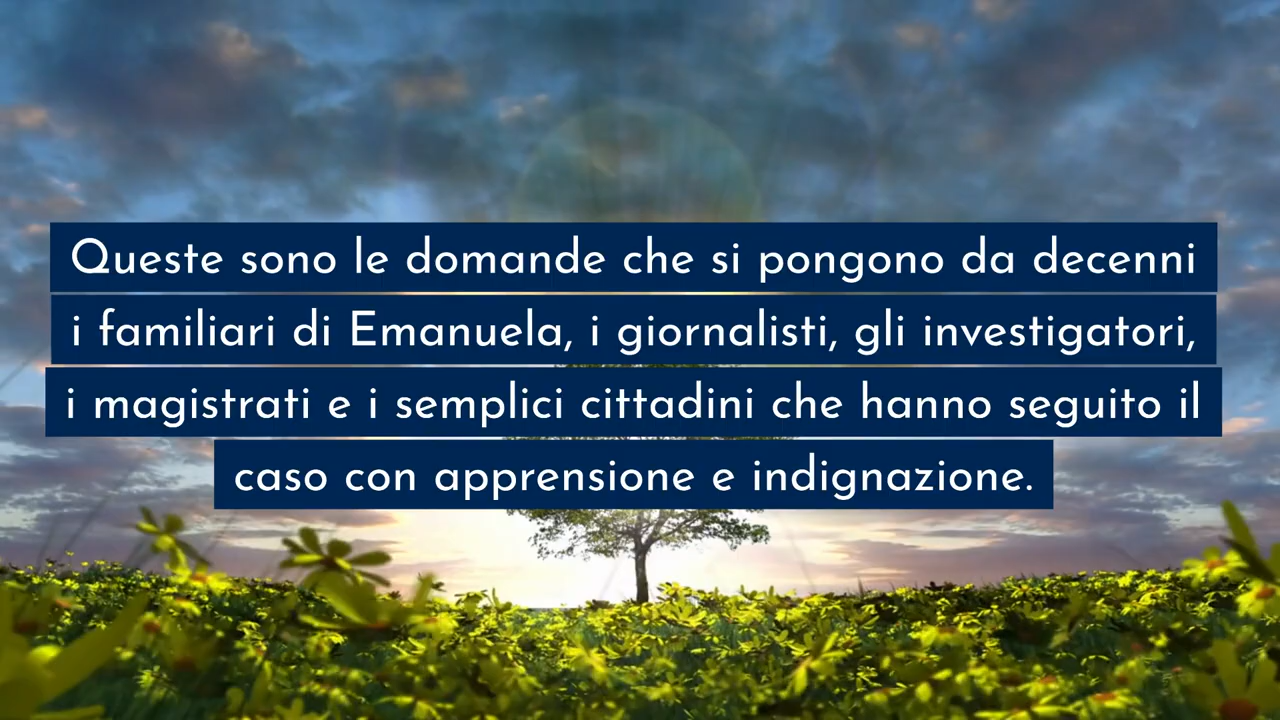 Queste sono le domande che si pongono da decenni
i familiari di Emanuela, i giornalisti, gli investigatori,
i magistrati e i semplici cittadini che hanno seguito il
caso con apprensione e indignazione.